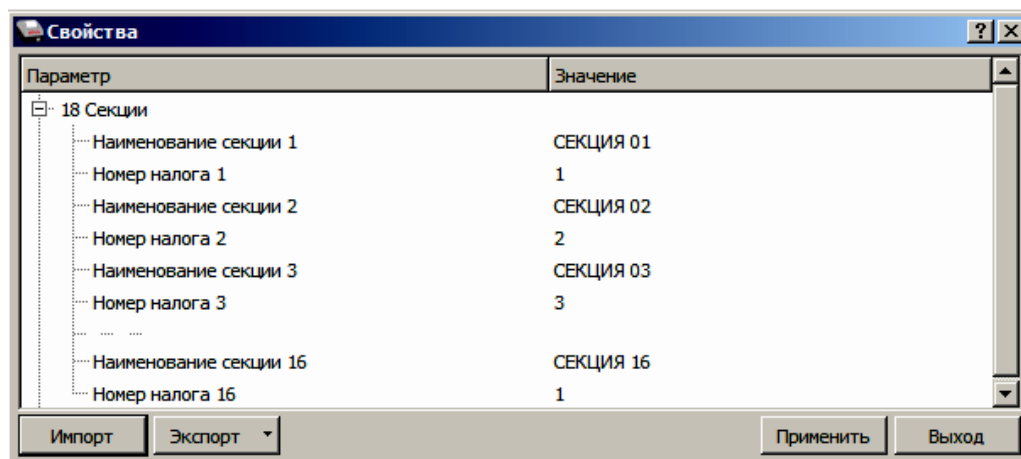 Свойства
Параметр Значение
18 Секции
Наименование секции 1 СЕКЦИЯ 01
Номер налога 1 1
Наименование секции 2 СЕКЦИЯ 02
Номер налога 2 2
Наименование секции 3 СЕКЦИЯ 03
Номер налога 3 3
... ... ...
Наименование секции 16 СЕКЦИЯ 16
Номер налога 16 1
Импорт Экспорт Применить Выход